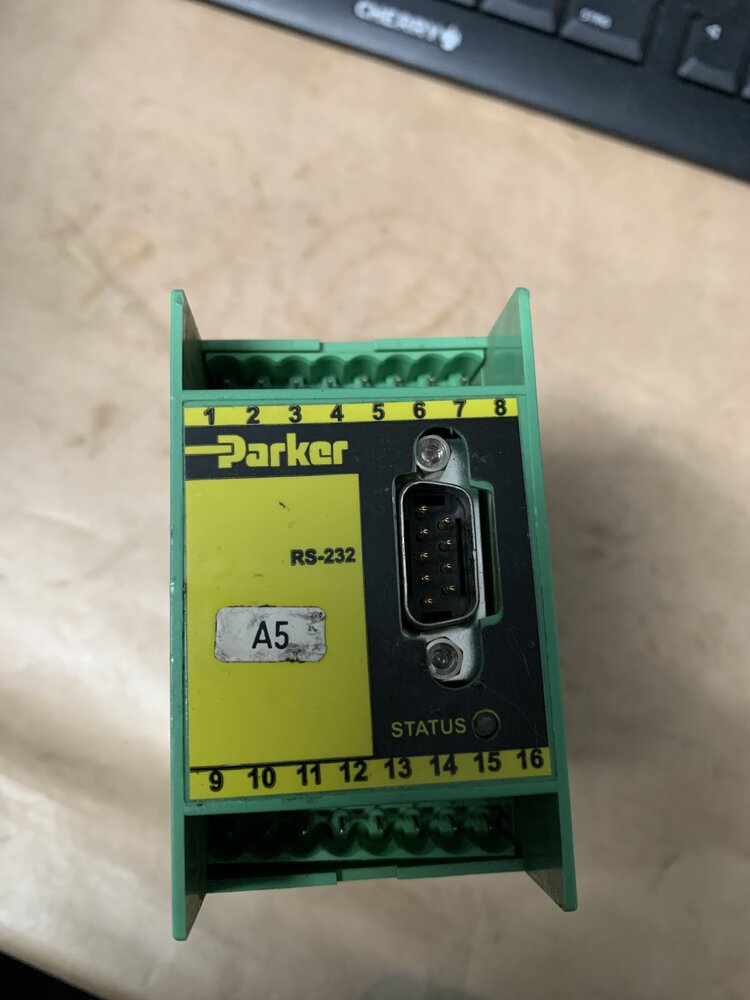 CHERRY
STRG
1 2 3 4 5 6 7 8
Parker
RS-232
A5
STATUS
9 10 11 12 13 14 15 16